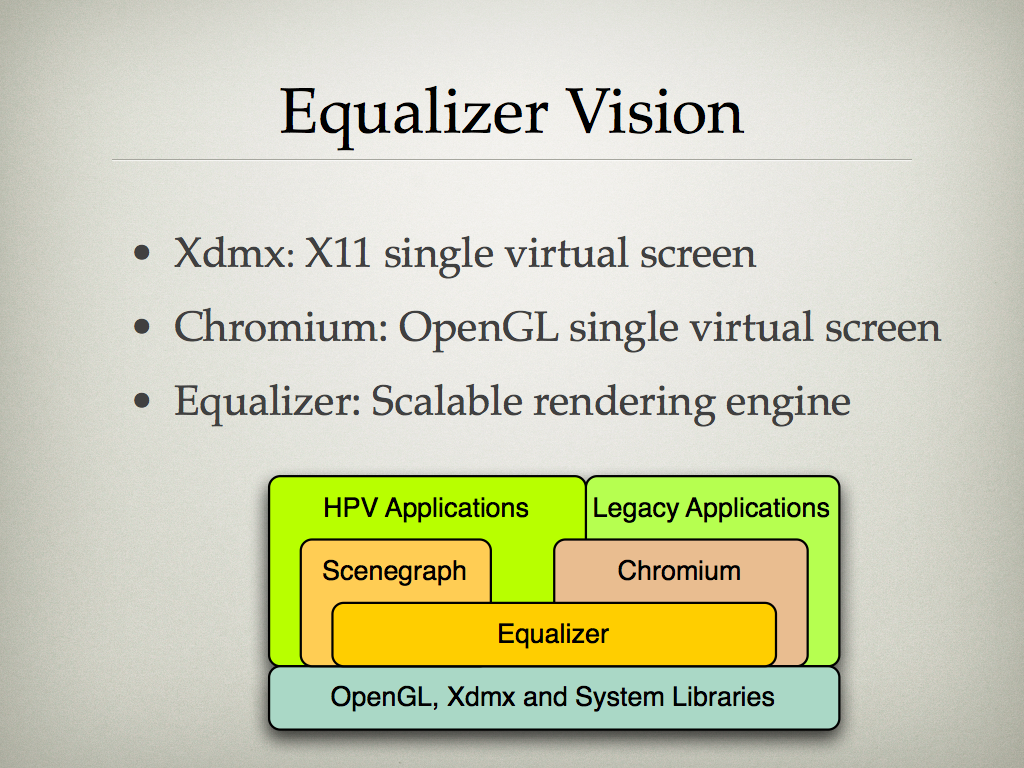 Equalizer Vision
• Xdmx: X11 single virtual screen
• Chromium: OpenGL single virtual screen
• Equalizer: Scalable rendering engine
HPV Applications
Legacy Applications
Scenegraph
Chromium
Equalizer
OpenGL, Xdmx and System Libraries